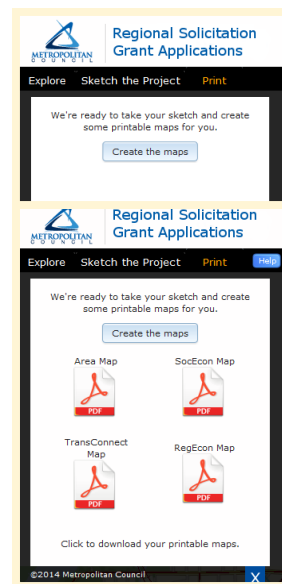 Regional Solicitation
Grant Applications
METROPOLITAN
COUNCIL
Explore Sketch the Project Print
We're ready to take your sketch and create
some printable maps for you.
Create the maps
Regional Solicitation
Grant Applications
METROPOLITAN
COUNCIL
Explore Sketch the Project Print Help
We're ready to take your sketch and create
some printable maps for you.
Create the maps
Area Map SocEcon Map
PDF PDF
TransConnect
Map RegEcon Map
PDF PDF
Click to download your printable maps.
©2014 Metropolitan Council X